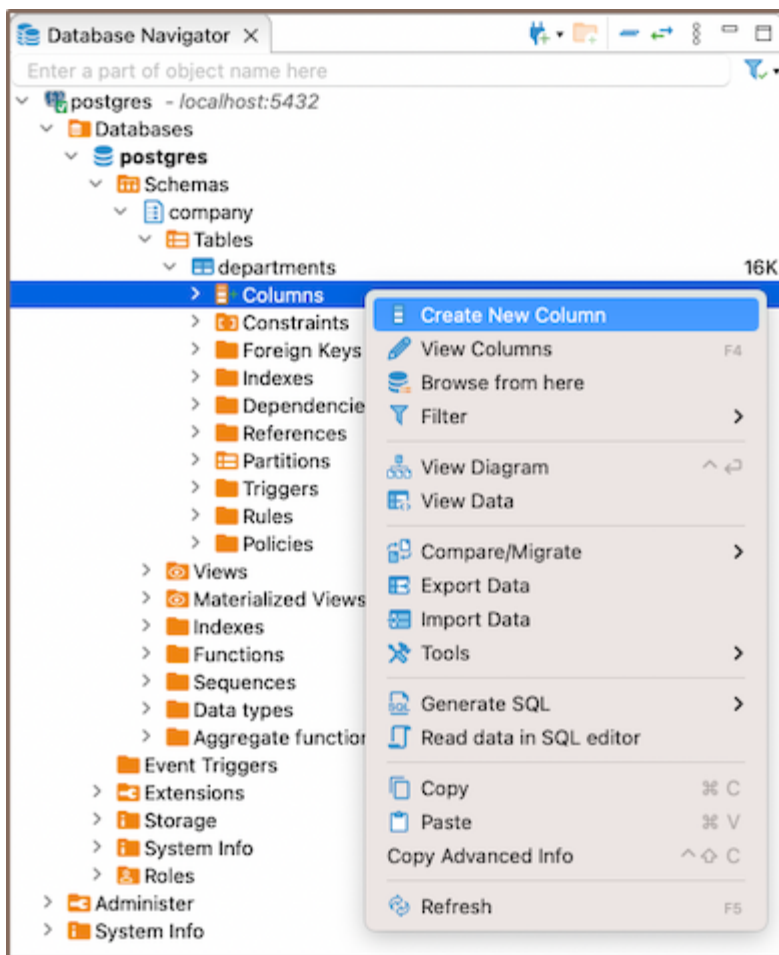 Database Navigator
Enter a part of object name here
postgres - localhost:5432
Databases
postgres
Schemas
company
Tables
departments 16K
Columns
Constraints
Foreign Keys
Indexes
Dependencie
References
Partitions
Triggers
Rules
Policies
Views
Materialized Views
Indexes
Functions
Sequences
Data types
Aggregate function
Event Triggers
Extensions
Storage
System Info
Roles
Administer
System Info
Create New Column
View Columns F4
Browse from here
Filter
View Diagram ^ ↩
View Data
Compare/Migrate
Export Data
Import Data
Tools
Generate SQL
Read data in SQL editor
Copy ⌘ C
Paste ⌘ V
Copy Advanced Info ^ ⇧ C
Refresh F5